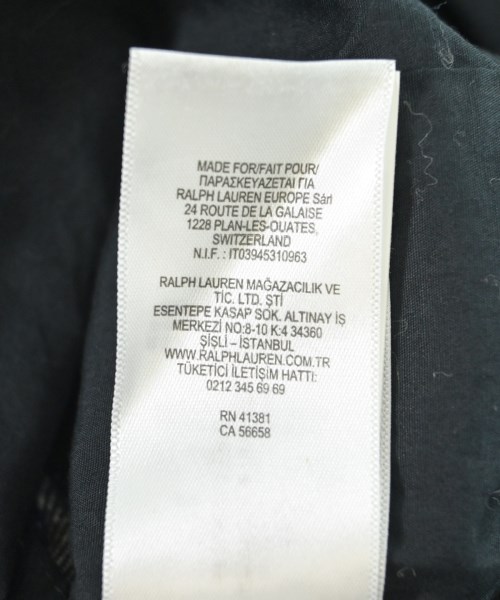 MADE FOR/FAIT POUR/
ΠΑΡΑΣΚΕΥΑΖΕΤΑΙ ΓΙΑ
RALPH LAUREN EUROPE Sárl
24 ROUTE DE LA GALAISE
1228 PLAN-LES-OUATES,
SWITZERLAND
N.I.F. : IT03945310963
RALPH LAUREN MAĞAZACILIK VE
TİC. LTD. ŞTİ
ESENTEPE KASAP SOK. ALTINAY İŞ
MERKEZİ NO:8-10 K:4 34360
ŞİŞLİ – İSTANBUL
WWW.RALPHLAUREN.COM.TR
TÜKETİCİ İLETİŞİM HATTI:
0212 345 69 69
RN 41381
CA 56658